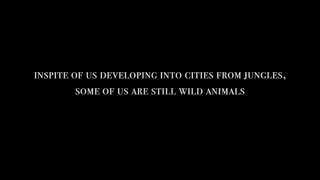 INSPITE OF US DEVELOPING INTO CITIES FROM JUNGLES,
SOME OF US ARE STILL WILD ANIMALS